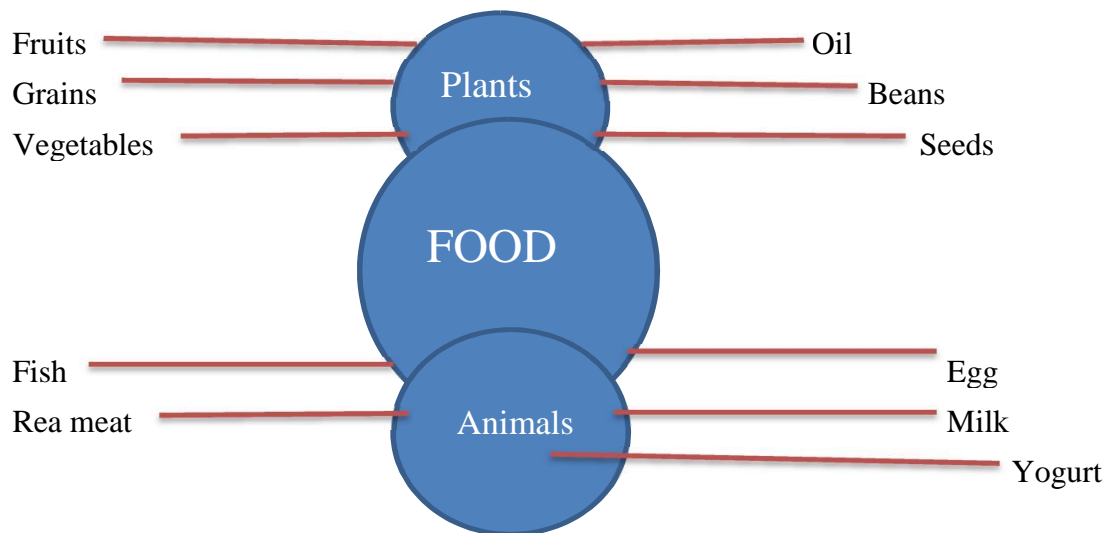 Fruits
Oil
Plants
Grains
Beans
Vegetables
Seeds
FOOD
Fish
Egg
Rea meat
Animals
Milk
Yogurt